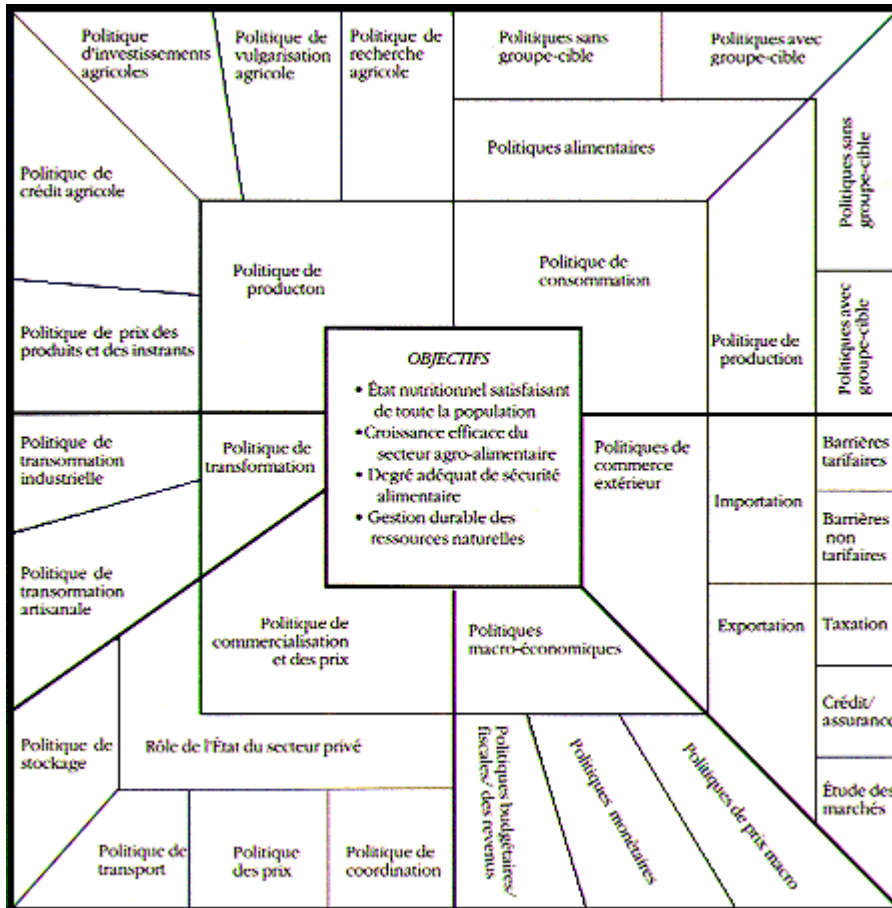 Politique
d'investissements
agricoles
Politique de
vulgarisation
agricole
Politique de
recherche
agricole
Politiques sans
groupe-cible
Politiques avec
groupe-cible
Politiques alimentaires
Politiques sans
groupe-cible
Politique de
crédit agricole
Politique de
producton
Politique de
consommation
Politique de prix des
produits et des instrants
Politique de
production
Politiques avec
groupe-cible
OBJECTIFS
• État nutritionnel satisfaisant
de toute la population
•Croissance efficace du
secteur agro-alimentaire
• Degré adéquat de sécurité
alimentaire
• Gestion durable des
ressources naturelles
Politique de
transormation
industrielle
Politique de
transformation
Politiques de
commerce
extérieur
Barrières
tarifaires
Importation
Barrières
non
tarifaires
Politique de
transormation
artisanale
Politique de
commercialisation
et des prix
Politiques
macro-économiques
Exportation
Taxation
Crédit/
assurance
Politique de
stockage
Rôle de l'État du secteur privé
Étude des
marchés
Politique de
transport
Politique
des prix
Politique de
coordination
Politiques budgétaires/
fiscales/ des revenus
Politiques monétaires
Politiques de prix macro